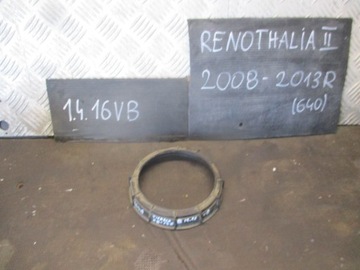 RENOTHALIA II
2008-2013R
(640)
1.4.16VB